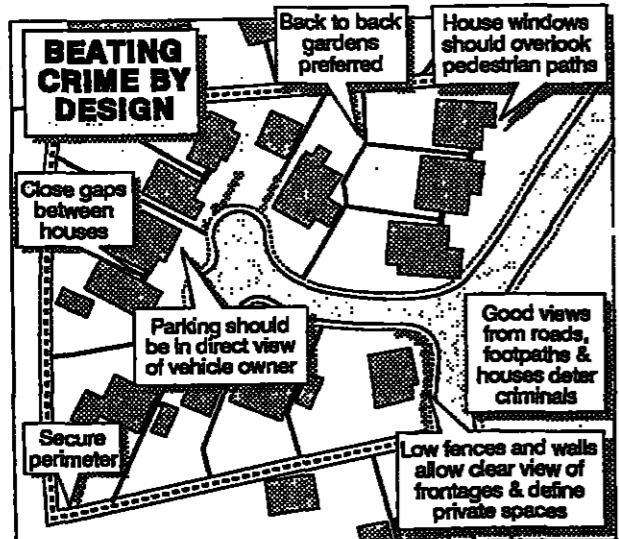 BEATING
CRIME BY
DESIGN
Back to back
gardens
preferred
House windows
should overlook
pedestrian paths
Close gaps
between
houses
Parking should
be in direct view
of vehicle owner
Good views
from roads,
footpaths &
houses deter
criminals
Secure
perimeter
Low fences and walls
allow clear view of
frontages & define
private spaces